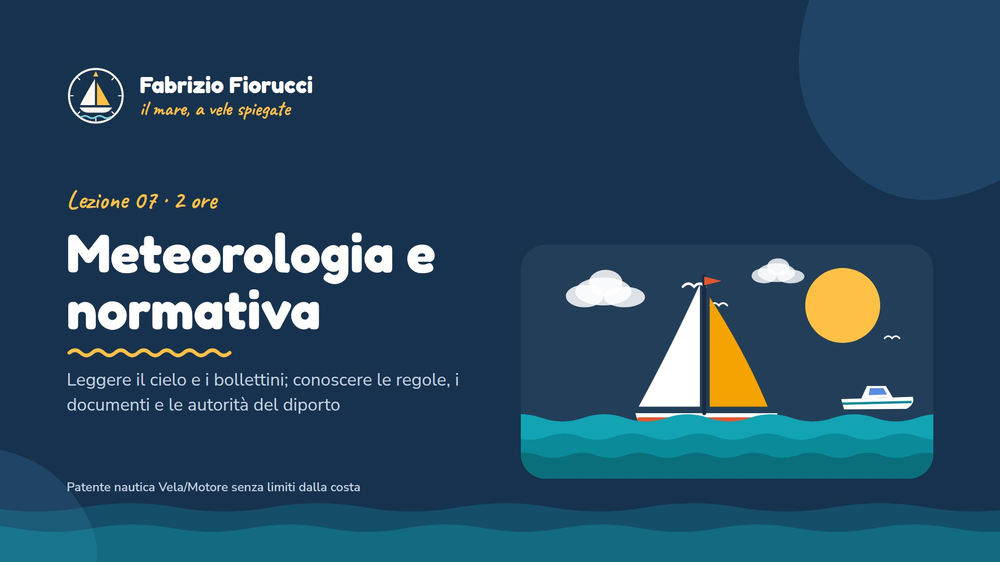 Fabrizio Fiorucci
il mare, a vele spiegate
Lezione 07 · 2 ore
Meteorologia e
normativa
Leggere il cielo e i bollettini; conoscere le regole, i
documenti e le autorità del diporto
Patente nautica Vela/Motore senza limiti dalla costa